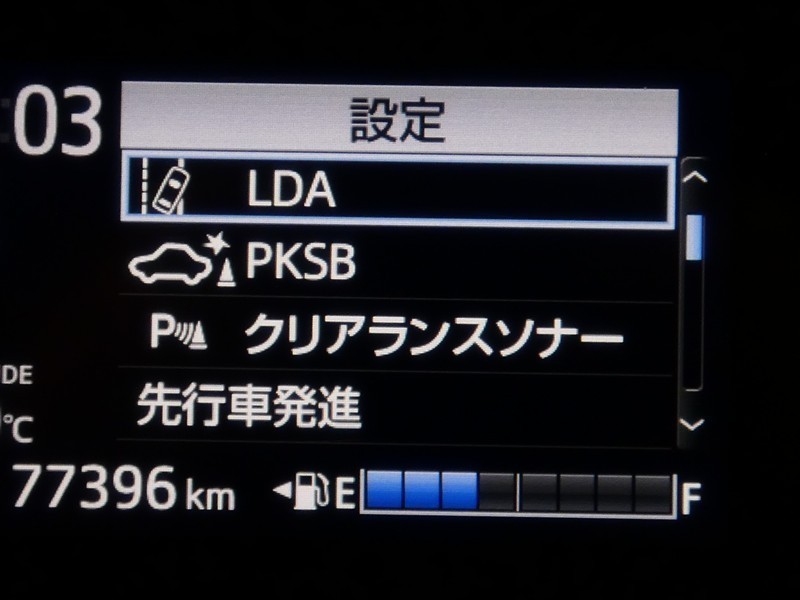 :03
設定
LDA
PKSB
P クリアランスソナー
先行車発進
DE
℃
77396 km
E F